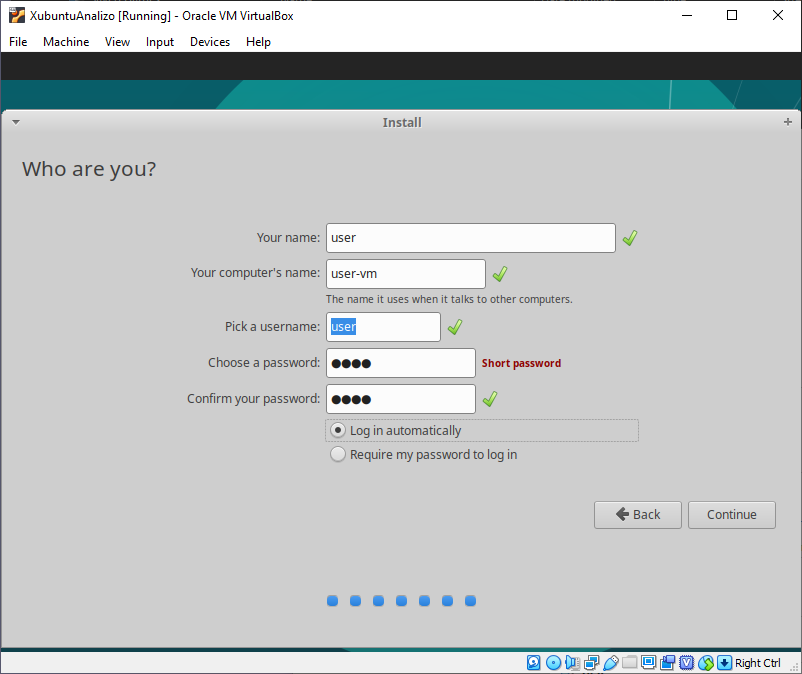 XubuntuAnalizo [Running] - Oracle VM VirtualBox
File Machine View Input Devices Help
Install
Who are you?
Your name: user
Your computer's name: user-vm
The name it uses when it talks to other computers.
Pick a username: user
Choose a password: ●●●● Short password
Confirm your password: ●●●●
Log in automatically
Require my password to log in
Back Continue
Right Ctrl